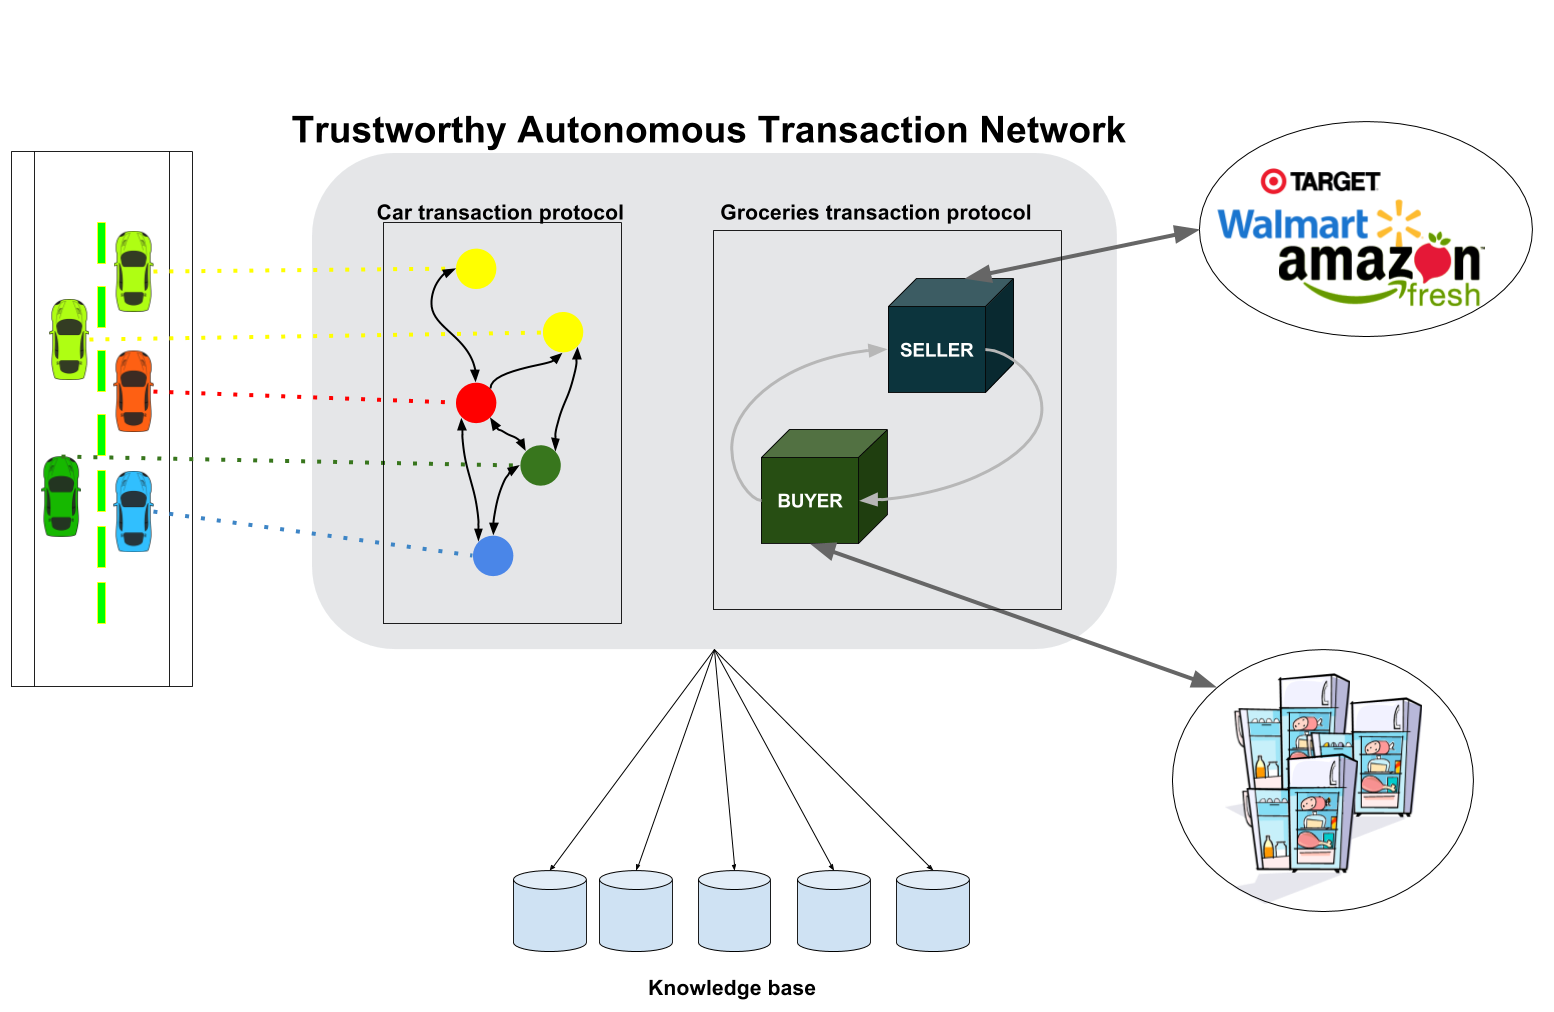 Trustworthy Autonomous Transaction Network
Car transaction protocol
Groceries transaction protocol
TARGET
Walmart
amazon
fresh
SELLER
BUYER
Knowledge base